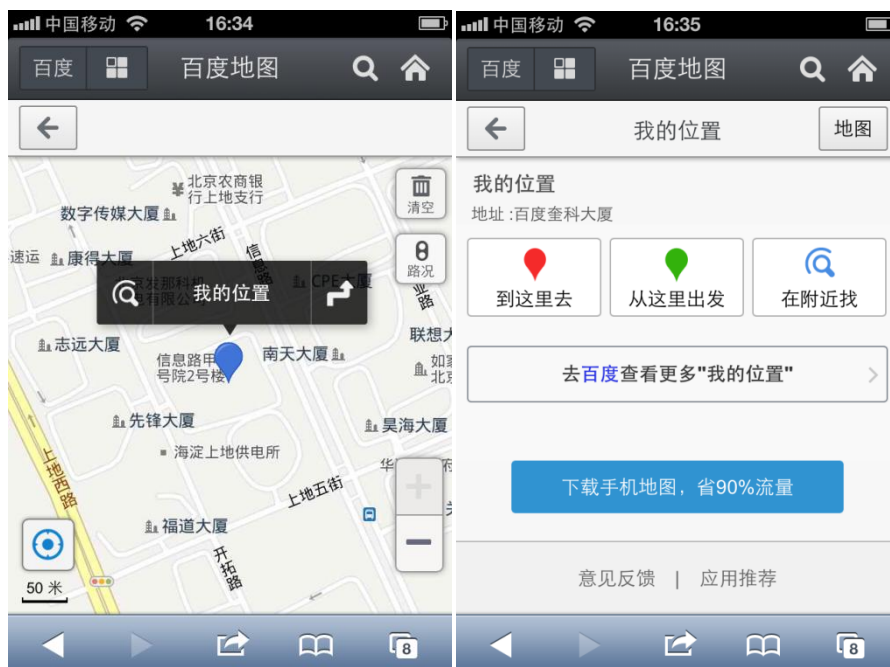 中国移动 16:34
百度 百度地图
北京农商银
行上地支行
清空
数字传媒大厦
上地六街
信息路
速运 康得大厦
路况
CPE大厦
业路
我的位置
联想大
志远大厦
信息路甲
号院2号楼
南天大厦
如家
北京
先锋大厦
昊海大厦
海淀上地供电所
上地西路
上地五街
福道大厦
开拓路
50 米
8
中国移动 16:35
百度 百度地图
我的位置 地图
我的位置
地址:百度奎科大厦
到这里去 从这里出发 在附近找
去百度查看更多"我的位置"
下载手机地图，省90%流量
意见反馈 | 应用推荐
8